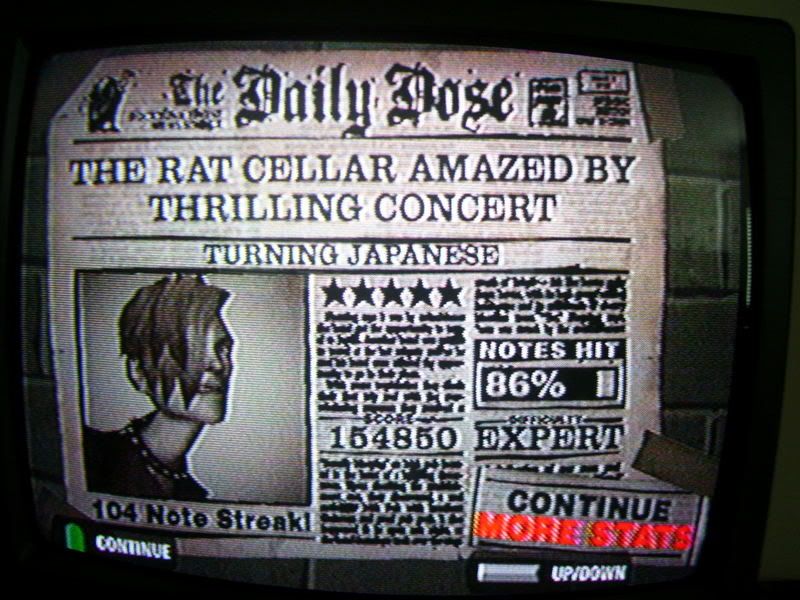 The Daily Dose
THE RAT CELLAR AMAZED BY
THRILLING CONCERT
TURNING JAPANESE
NOTES HIT
86%
SCORE
154850
DIFFICULTY
EXPERT
104 Note Streak!
CONTINUE
MORE STATS
CONTINUE
UP/DOWN